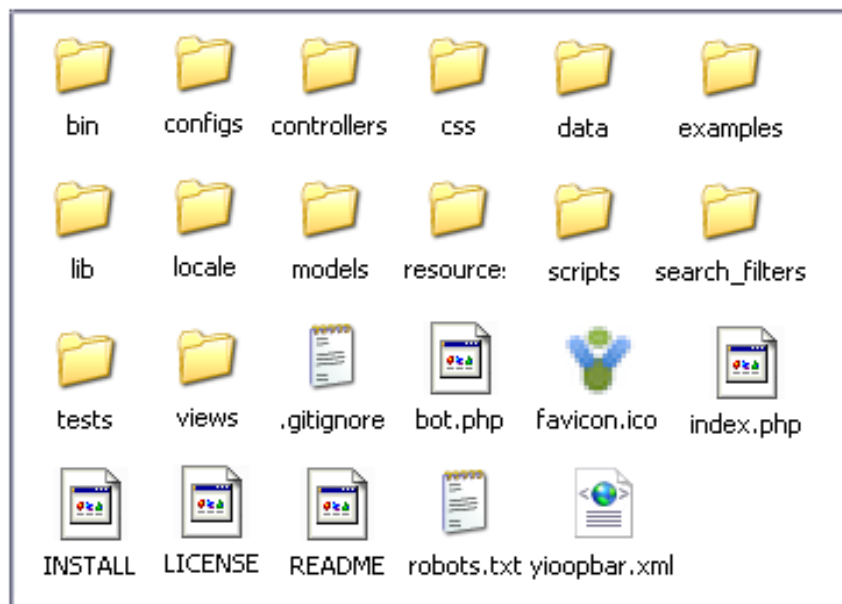 bin configs controllers css data examples
lib locale models resource: scripts search_filters
tests views .gitignore bot.php favicon.ico index.php
INSTALL LICENSE README robots.txt yioopbar.xml